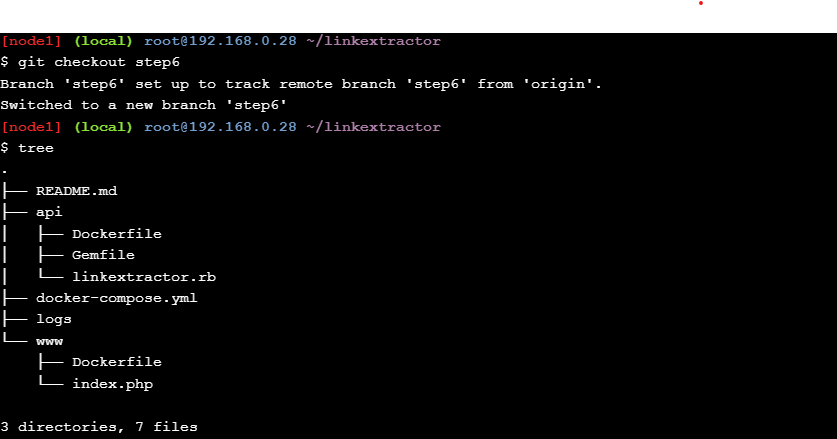 [node1] (local) root@192.168.0.28 ~/linkextractor
$ git checkout step6
Branch 'step6' set up to track remote branch 'step6' from 'origin'.
Switched to a new branch 'step6'
[node1] (local) root@192.168.0.28 ~/linkextractor
$ tree
.
├── README.md
├── api
│   ├── Dockerfile
│   ├── Gemfile
│   └── linkextractor.rb
├── docker-compose.yml
├── logs
└── www
    ├── Dockerfile
    └── index.php

3 directories, 7 files